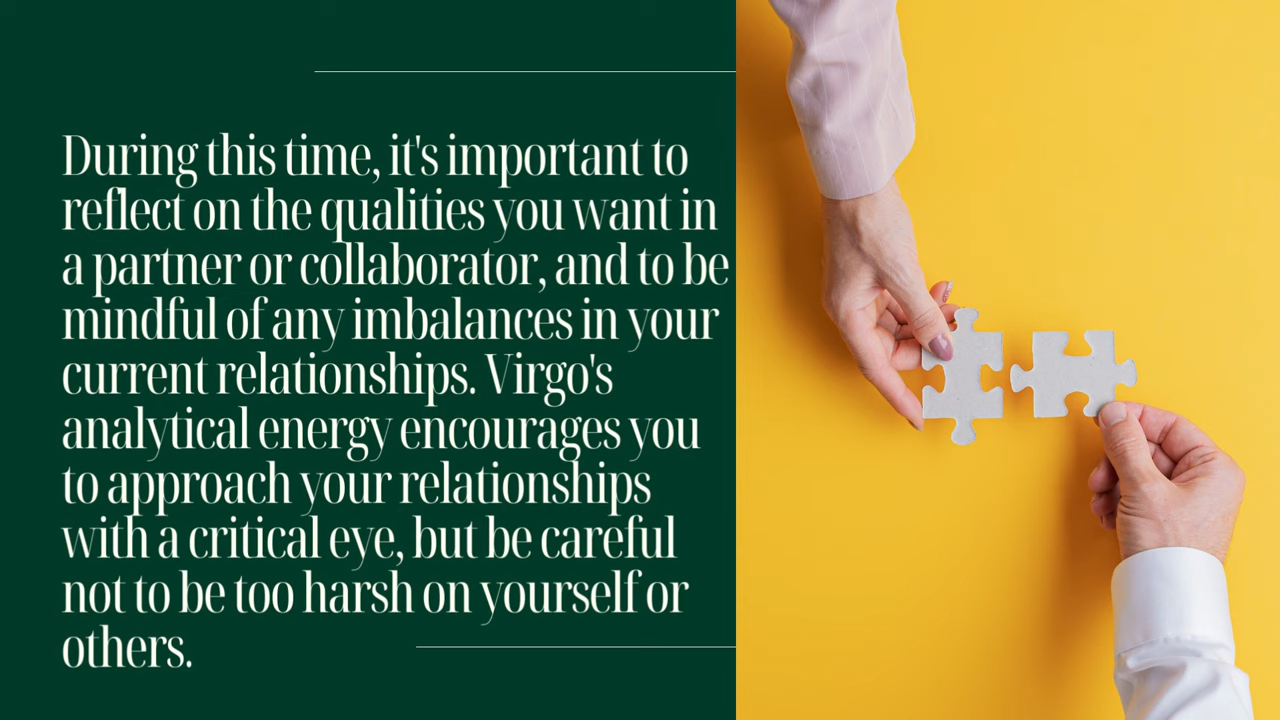 During this time, it's important to
reflect on the qualities you want in
a partner or collaborator, and to be
mindful of any imbalances in your
current relationships. Virgo's
analytical energy encourages you
to approach your relationships
with a critical eye, but be careful
not to be too harsh on yourself or
others.